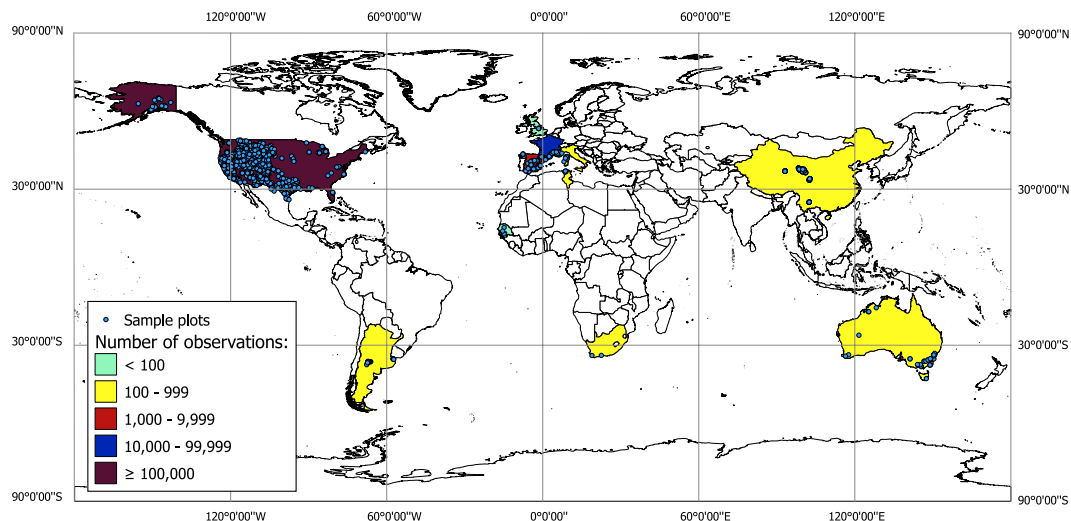 120°0'00"W 60°0'00"W 0°0'00" 60°0'00"E 120°0'00"E
90°0'00"N 90°0'00"N
30°0'00"N 30°0'00"N
30°0'00"S 30°0'00"S
90°0'00"S 90°0'00"S
Sample plots
Number of observations:
< 100
100 - 999
1,000 - 9,999
10,000 - 99,999
≥ 100,000
120°0'00"W 60°0'00"W 0°0'00" 60°0'00"E 120°0'00"E